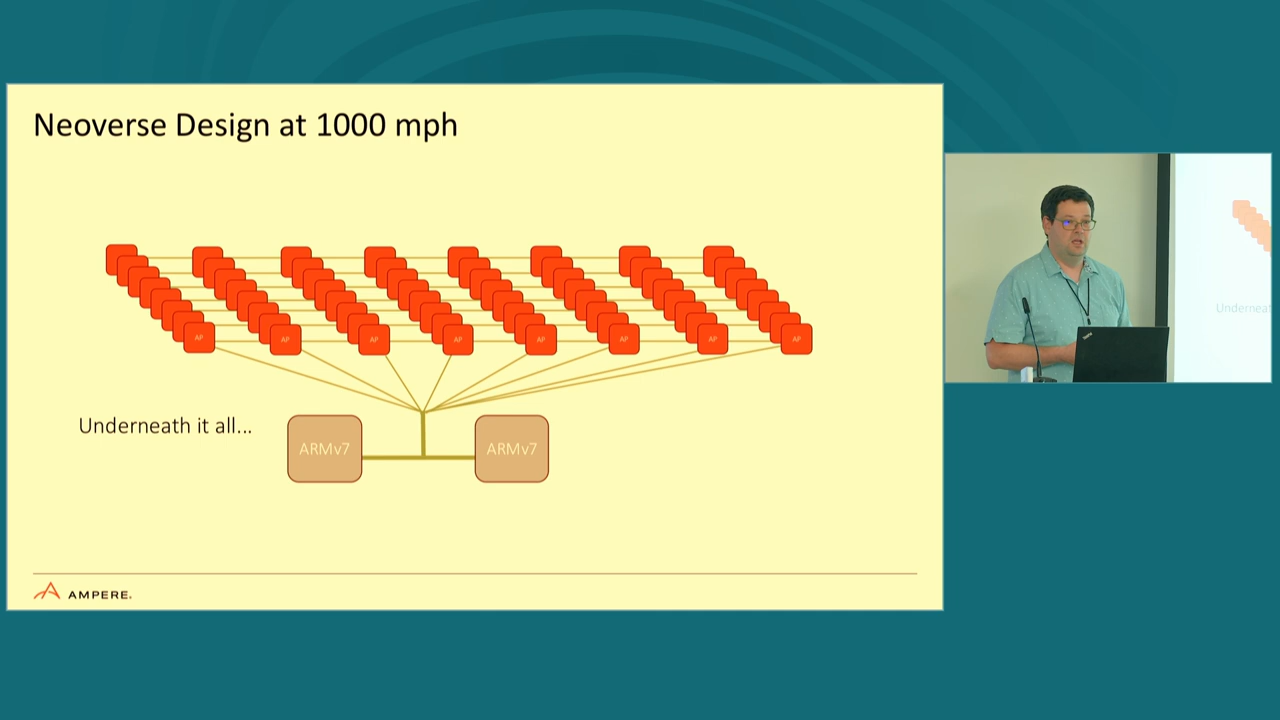 Neoverse Design at 1000 mph
AP AP AP AP AP AP AP AP
Underneath it all...
ARMv7 ARMv7
AMPERE.
Underneat